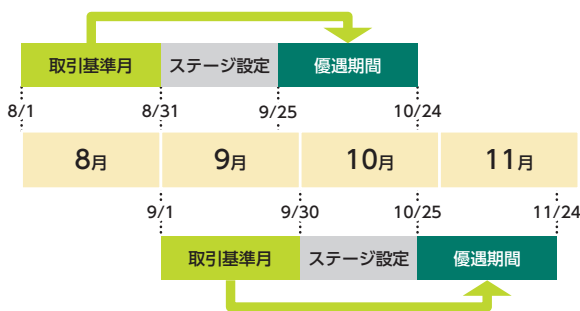 取引基準月 ステージ設定 優遇期間
8/1 8/31 9/25 10/24
8月 9月 10月 11月
9/1 9/30 10/25 11/24
取引基準月 ステージ設定 優遇期間